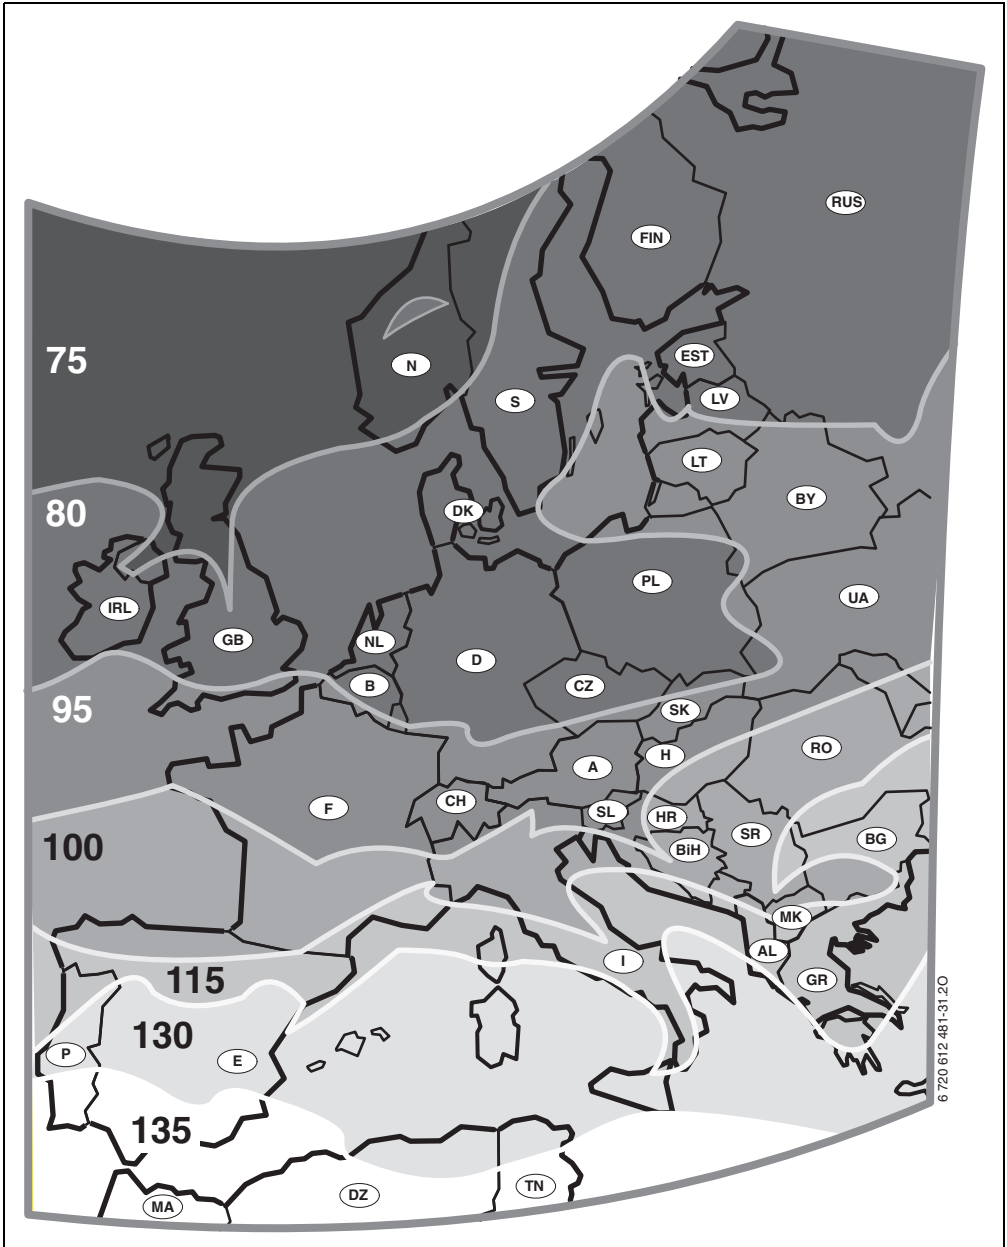 RUS
FIN
75
EST
N
LV
S
LT
BY
80
DK
PL
UA
IRL
GB
NL
D
B
CZ
95
SK
RO
H
A
CH
F
SL
HR
SR
BG
100
BiH
MK
AL
I
115
GR
130
P
E
135
DZ
TN
MA
6 720 612 481-31.2O